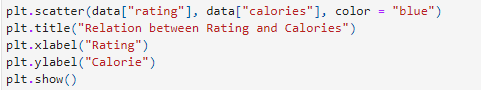 plt.scatter(data["rating"], data["calories"], color = "blue")
plt.title("Relation between Rating and Calories")
plt.xlabel("Rating")
plt.ylabel("Calorie")
plt.show()